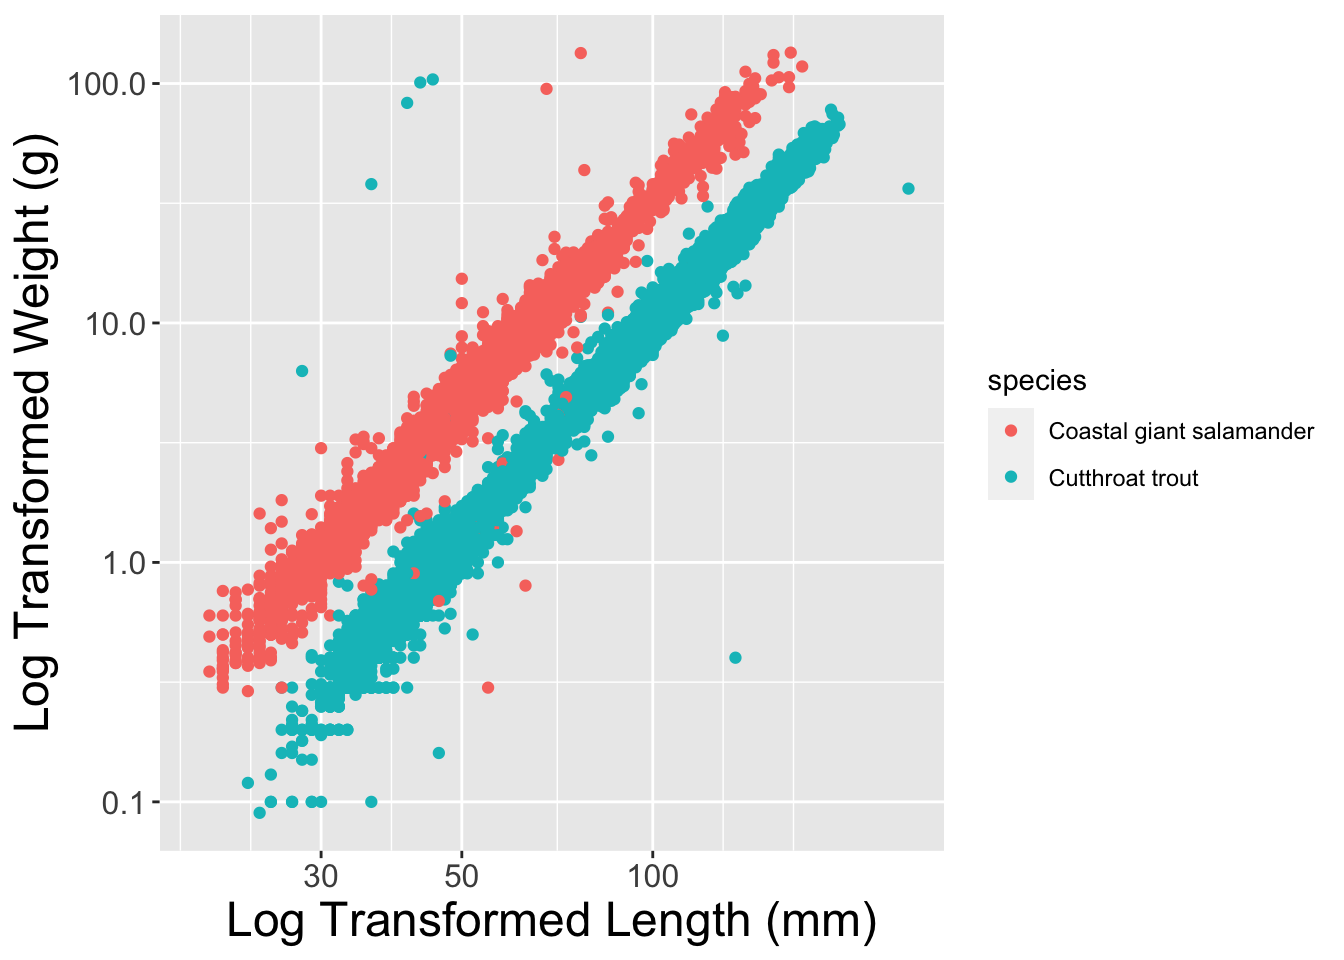 Log Transformed Weight (g)
100.0
10.0
1.0
0.1
30 50 100
Log Transformed Length (mm)
species
Coastal giant salamander
Cutthroat trout